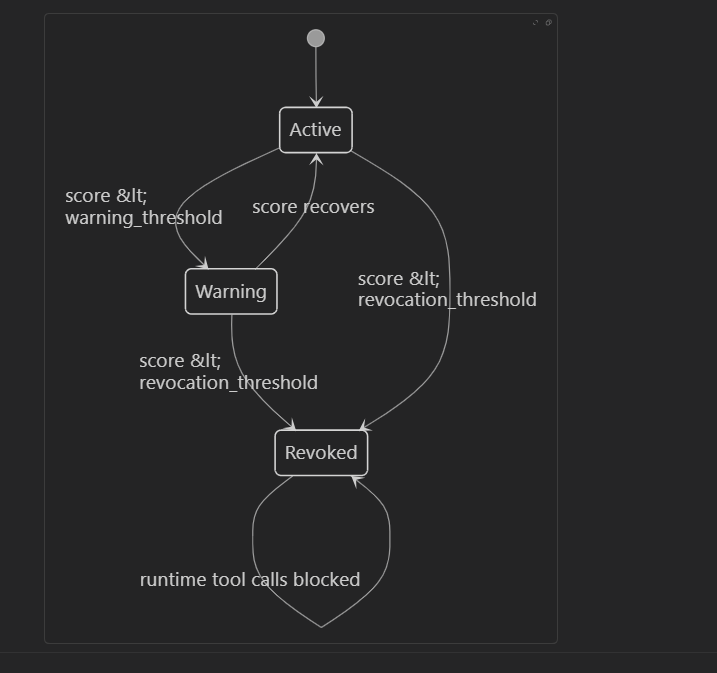 Active
score &lt;
warning_threshold
score recovers
Warning
score &lt;
revocation_threshold
score &lt;
revocation_threshold
Revoked
runtime tool calls blocked